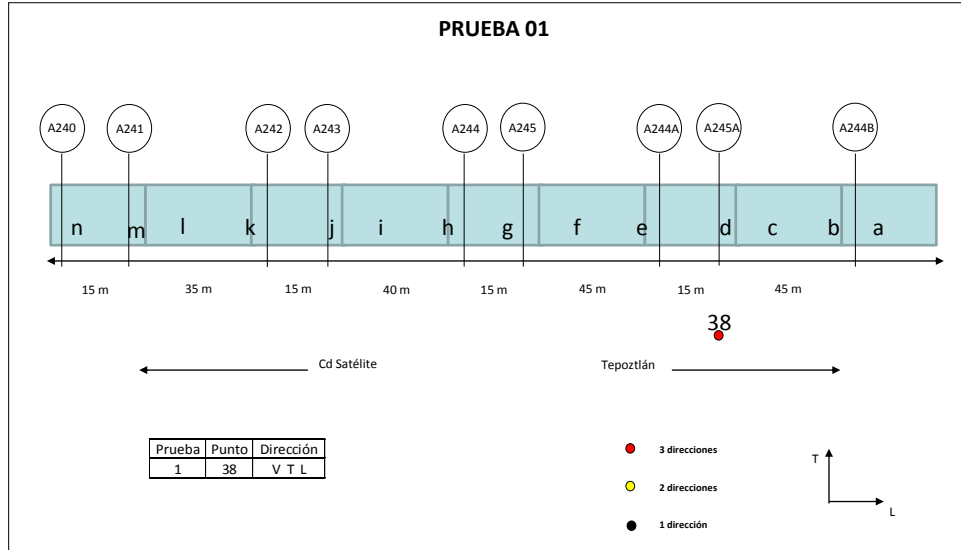 PRUEBA 01
A240 A241 A242 A243 A244 A245 A244A A245A A244B
n m l k j i h g f e d c b a
15 m 35 m 15 m 40 m 15 m 45 m 15 m 45 m
38
Cd Satélite Tepoztlán
Prueba Punto Dirección
1 38 V T L
3 direcciones
2 direcciones
1 dirección
T
L